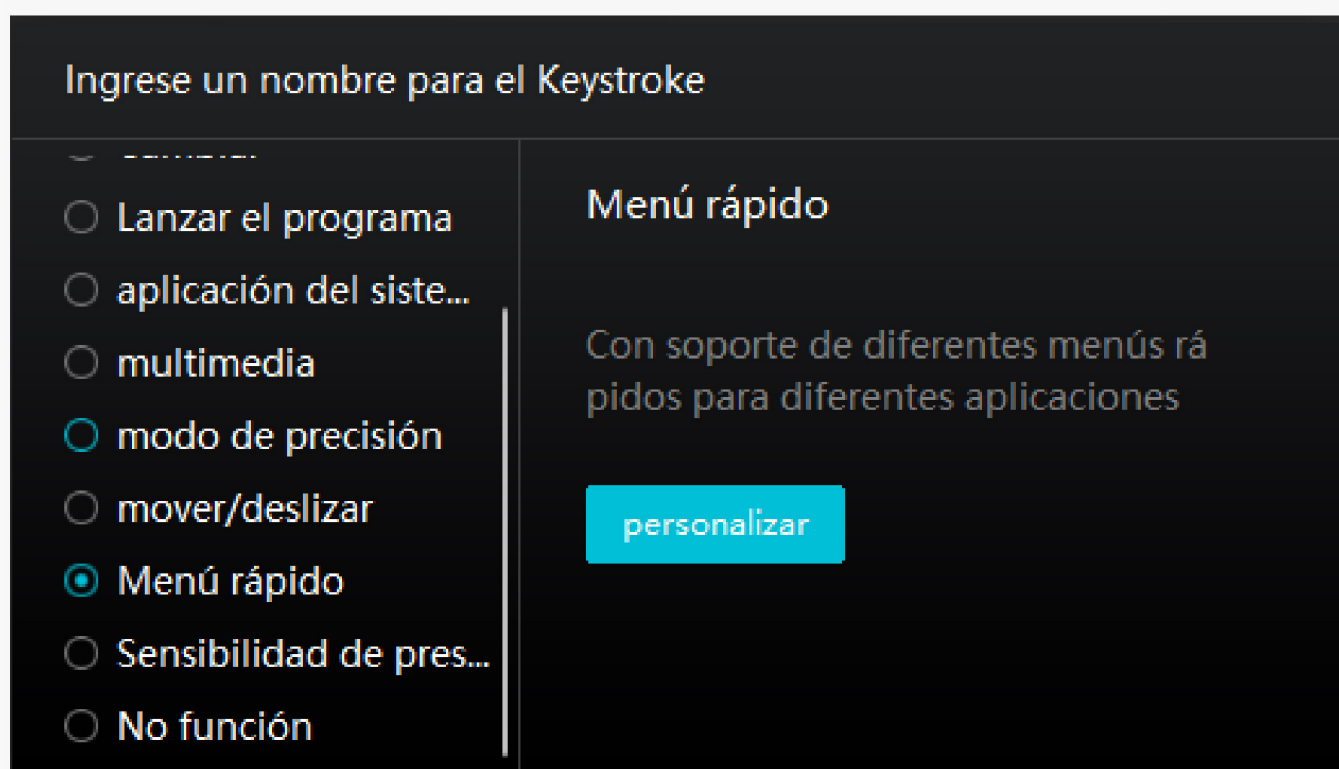 Ingrese un nombre para el Keystroke
Lanzar el programa
aplicación del siste...
multimedia
modo de precisión
mover/deslizar
Menú rápido
Sensibilidad de pres...
No función
Menú rápido
Con soporte de diferentes menús rá
pidos para diferentes aplicaciones
personalizar